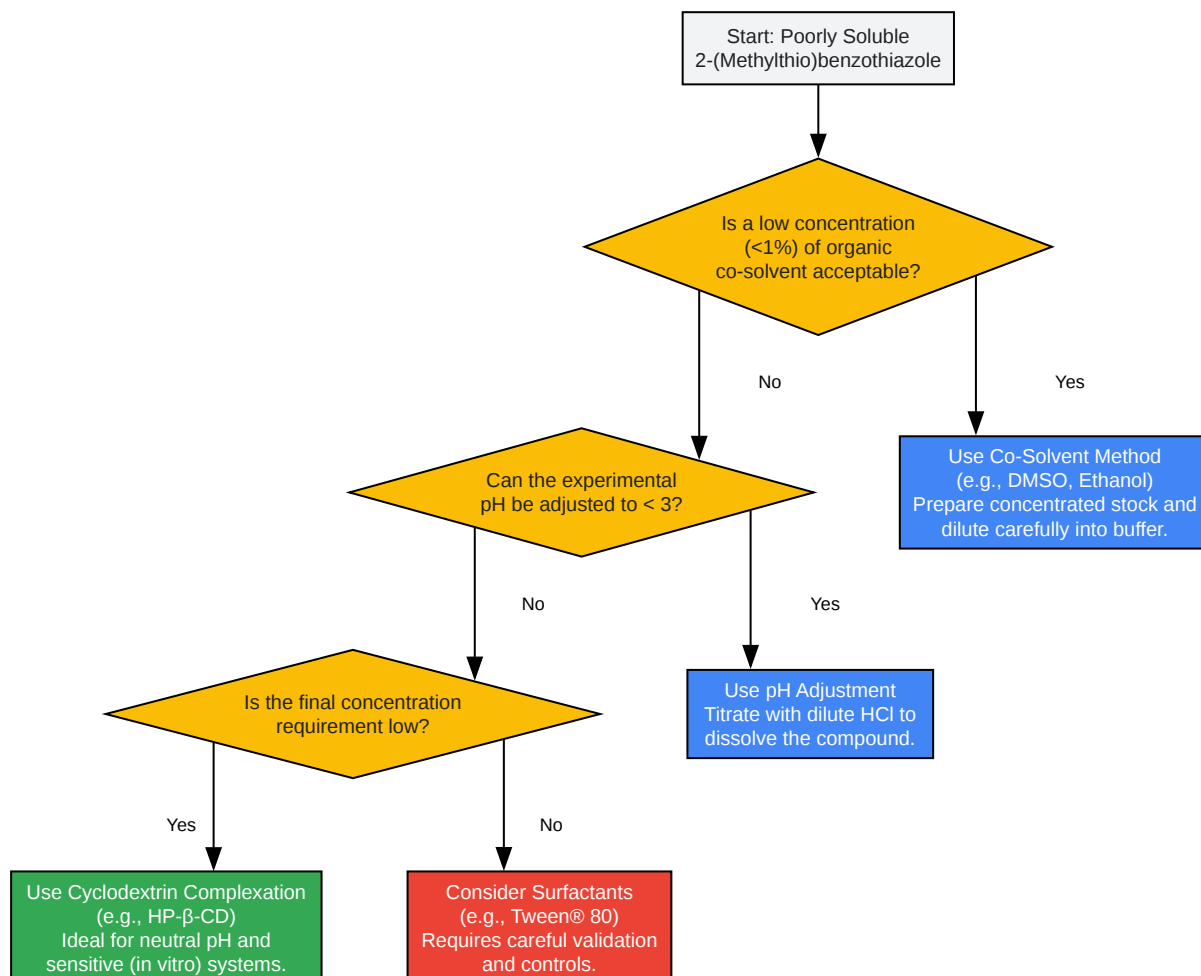 Start: Poorly Soluble
2-(Methylthio)benzothiazole
Is a low concentration
(<1%) of organic
co-solvent acceptable?
No
Yes
Use Co-Solvent Method
(e.g., DMSO, Ethanol)
Prepare concentrated stock and
dilute carefully into buffer.
Can the experimental
pH be adjusted to < 3?
No
Yes
Use pH Adjustment
Titrate with dilute HCl to
dissolve the compound.
Is the final concentration
requirement low?
Yes
No
Use Cyclodextrin Complexation
(e.g., HP-β-CD)
Ideal for neutral pH and
sensitive (in vitro) systems.
Consider Surfactants
(e.g., Tween® 80)
Requires careful validation
and controls.